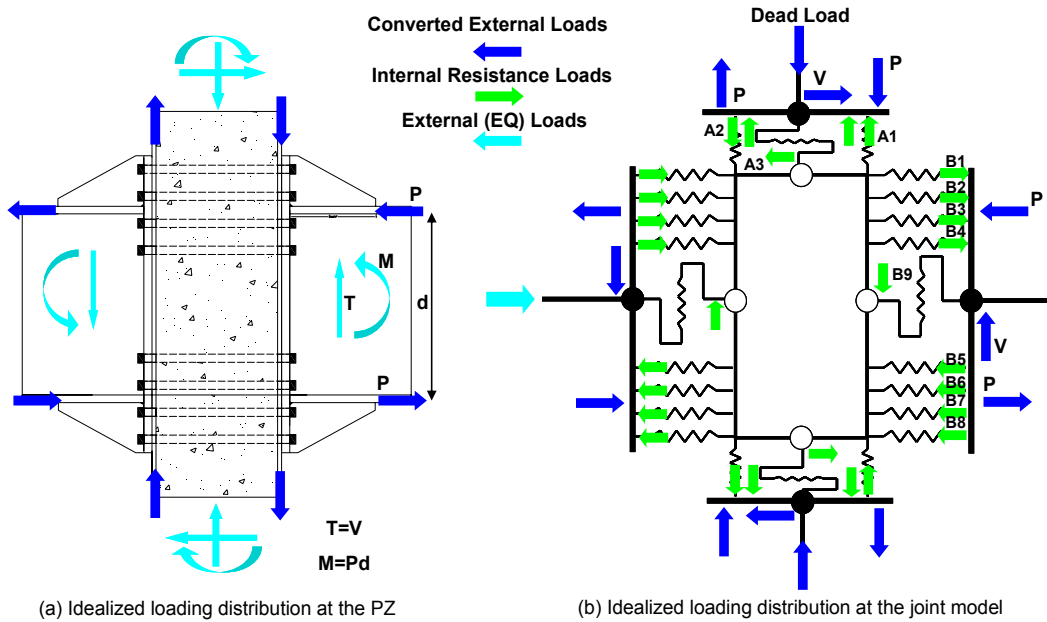 Converted External Loads
Internal Resistance Loads
External (EQ) Loads
P
M
T
d
P
T=V
M=Pd
(a) Idealized loading distribution at the PZ
Dead Load
P
V
P
A2
A1
A3
B1
B2
B3
B4
P
B9
V
B5
B6
P
B7
B8
(b) Idealized loading distribution at the joint model